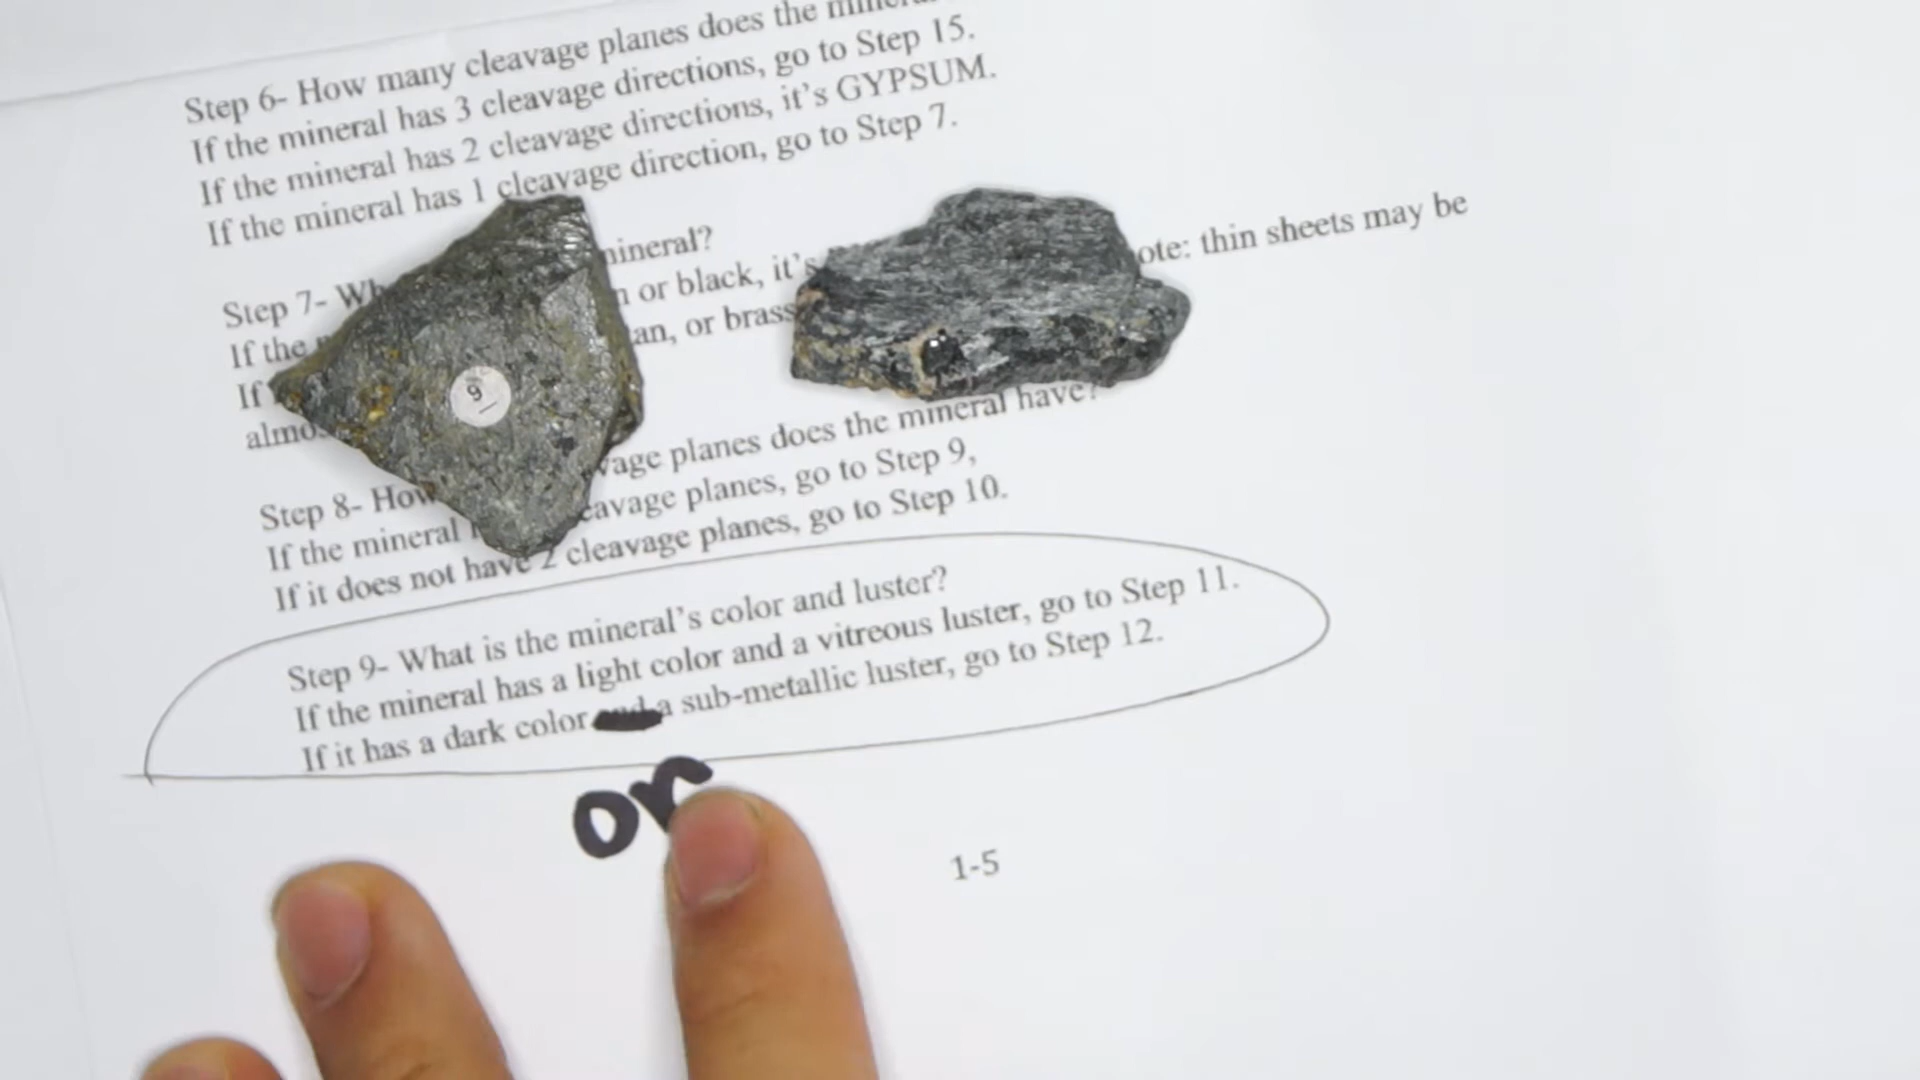 Step 6- How many cleavage planes does the
If the mineral has 3 cleavage directions, go to Step 15.
If the mineral has 2 cleavage directions, it's GYPSUM.
If the mineral has 1 cleavage direction, go to Step 7.
Step 7- mineral?
If the or black, it's ote: thin sheets may be
If an, or brass
almo
Step 8- How vage planes does the mineral have?
If the mineral eavage planes, go to Step 9,
If it does not have 2 cleavage planes, go to Step 10.
Step 9- What is the mineral's color and luster?
If the mineral has a light color and a vitreous luster, go to Step 11.
If it has a dark color a sub-metallic luster, go to Step 12.
or
1-5
9